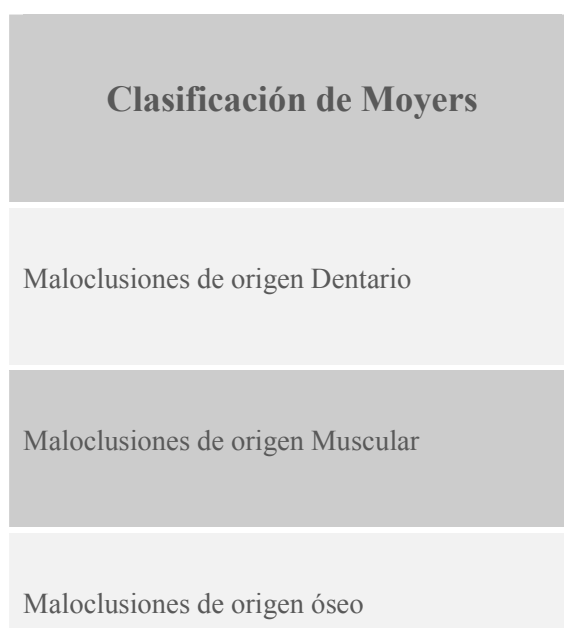 Clasificación de Moyers
Maloclusiones de origen Dentario
Maloclusiones de origen Muscular
Maloclusiones de origen óseo